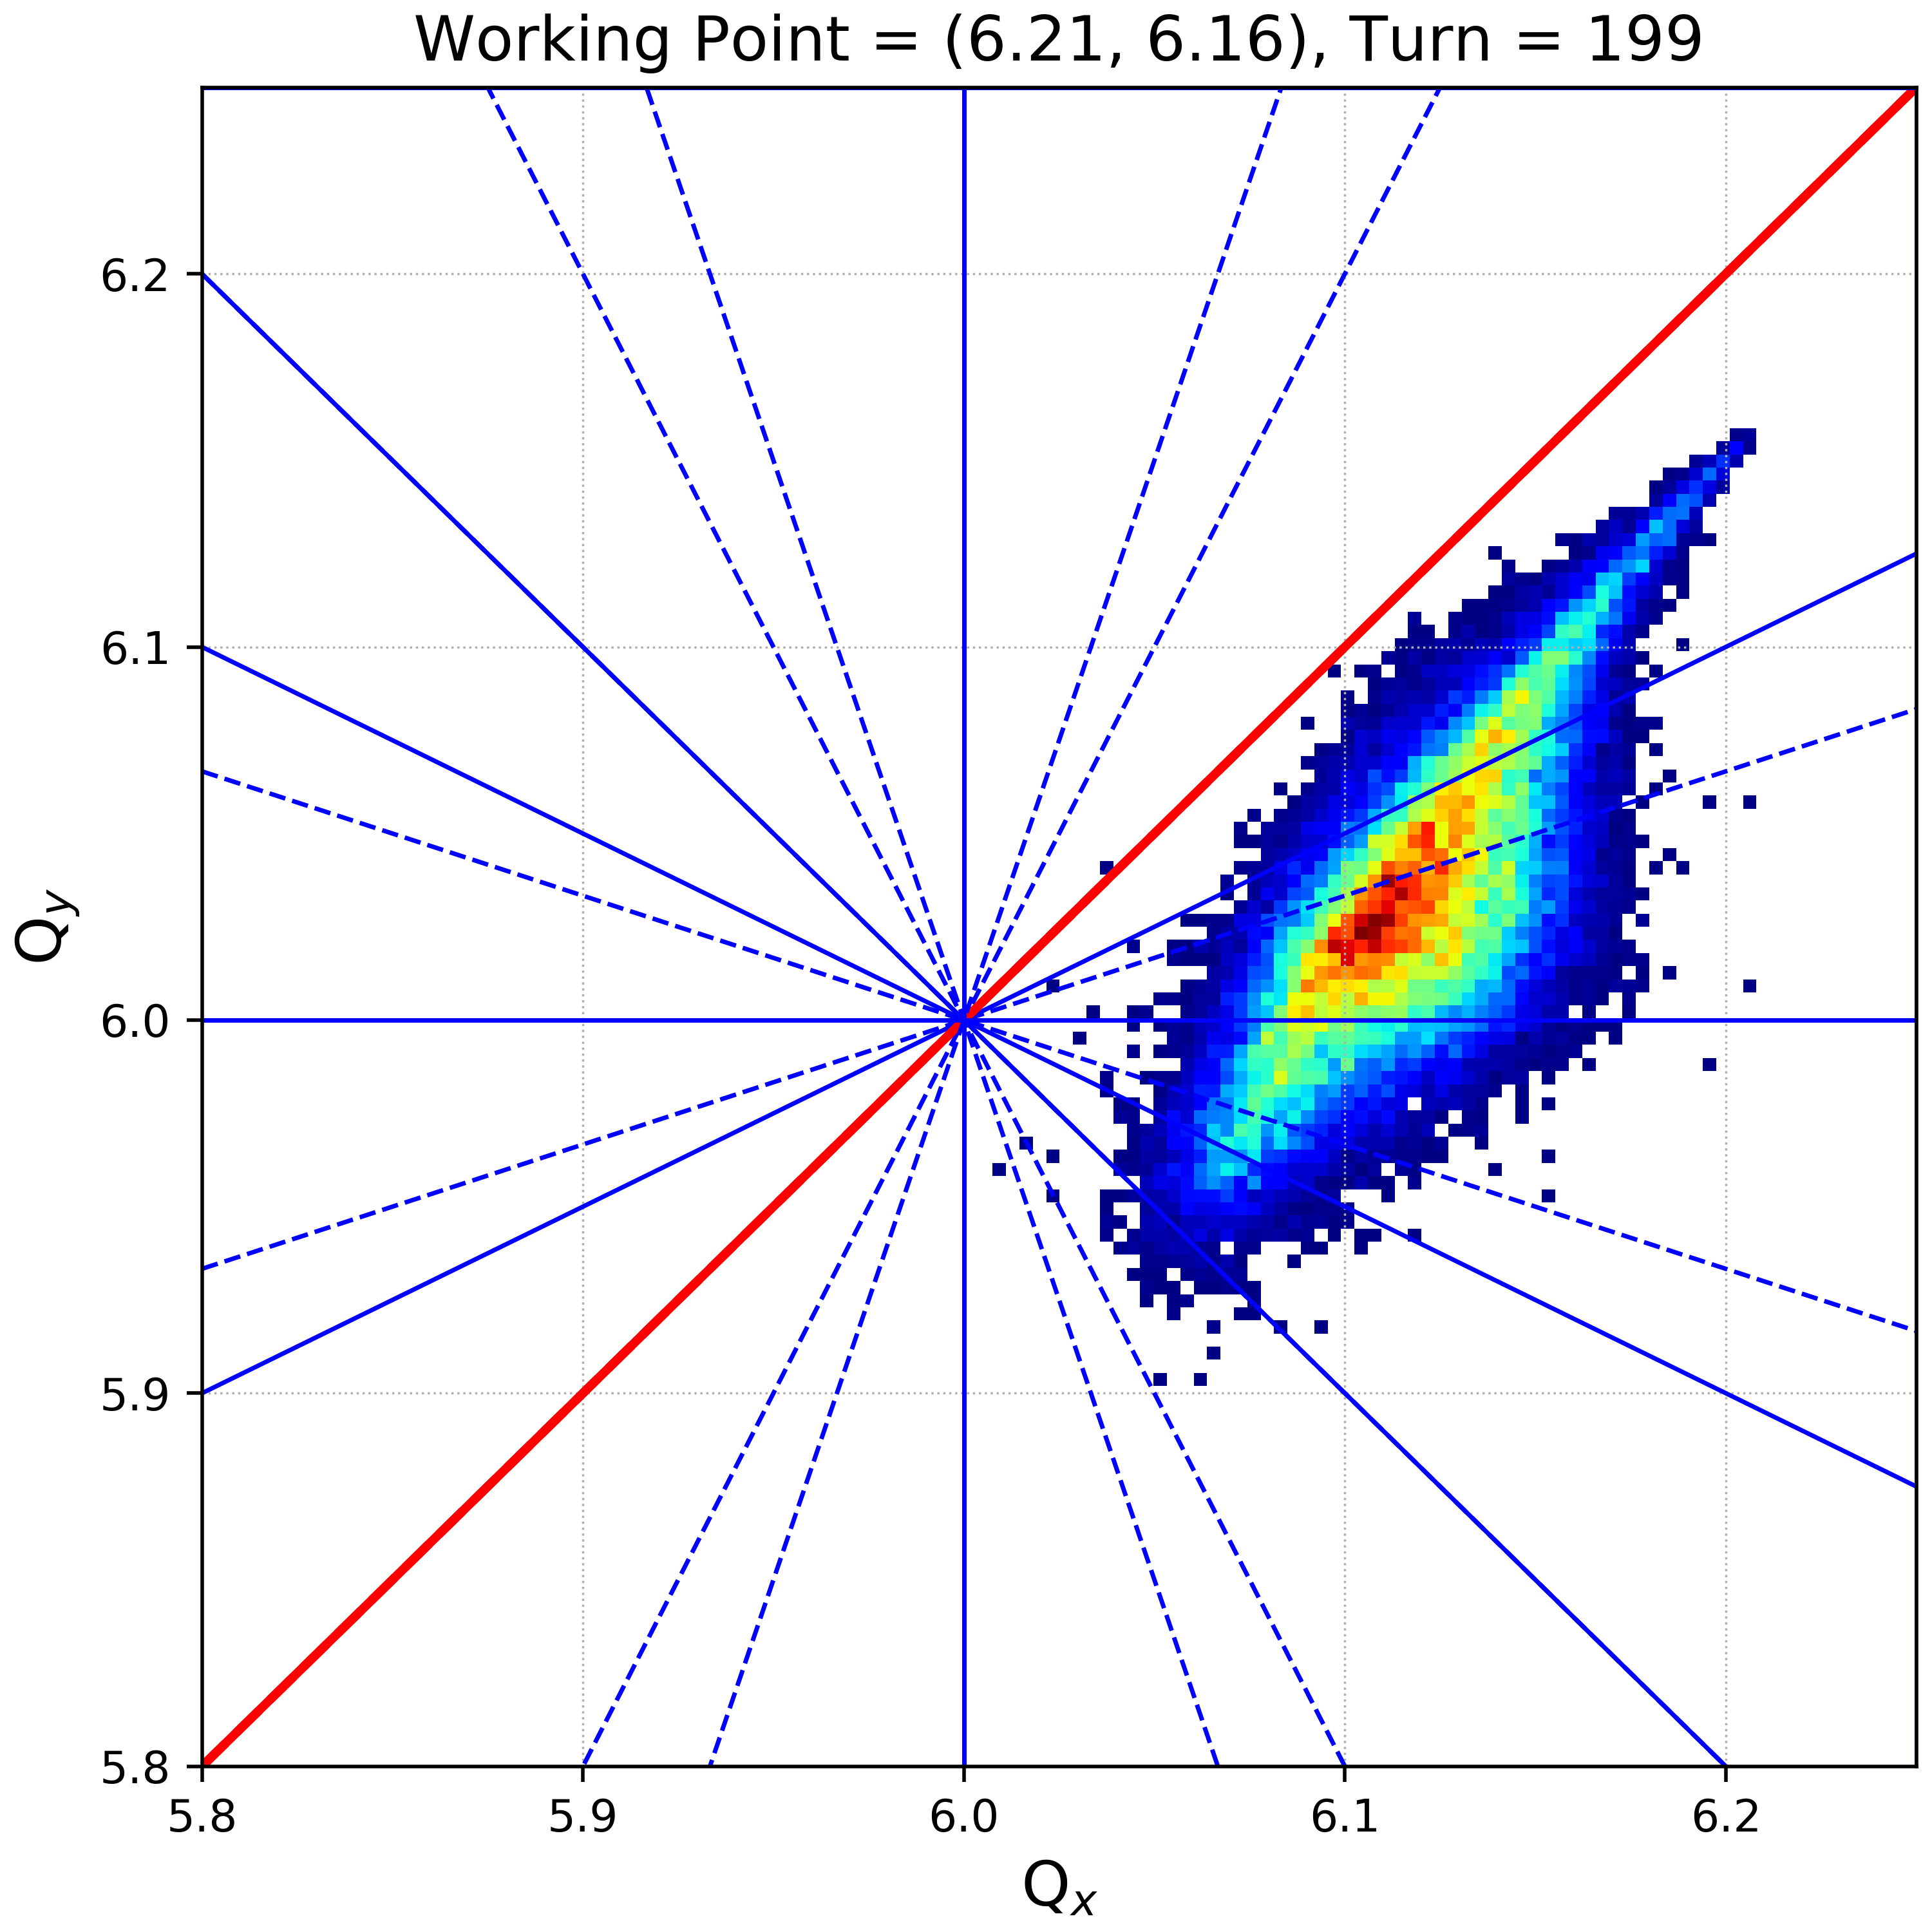 Working Point = (6.21, 6.16), Turn = 199
6.2
6.1
6.0
5.9
5.8
Qy
5.8 5.9 6.0 6.1 6.2
Qx